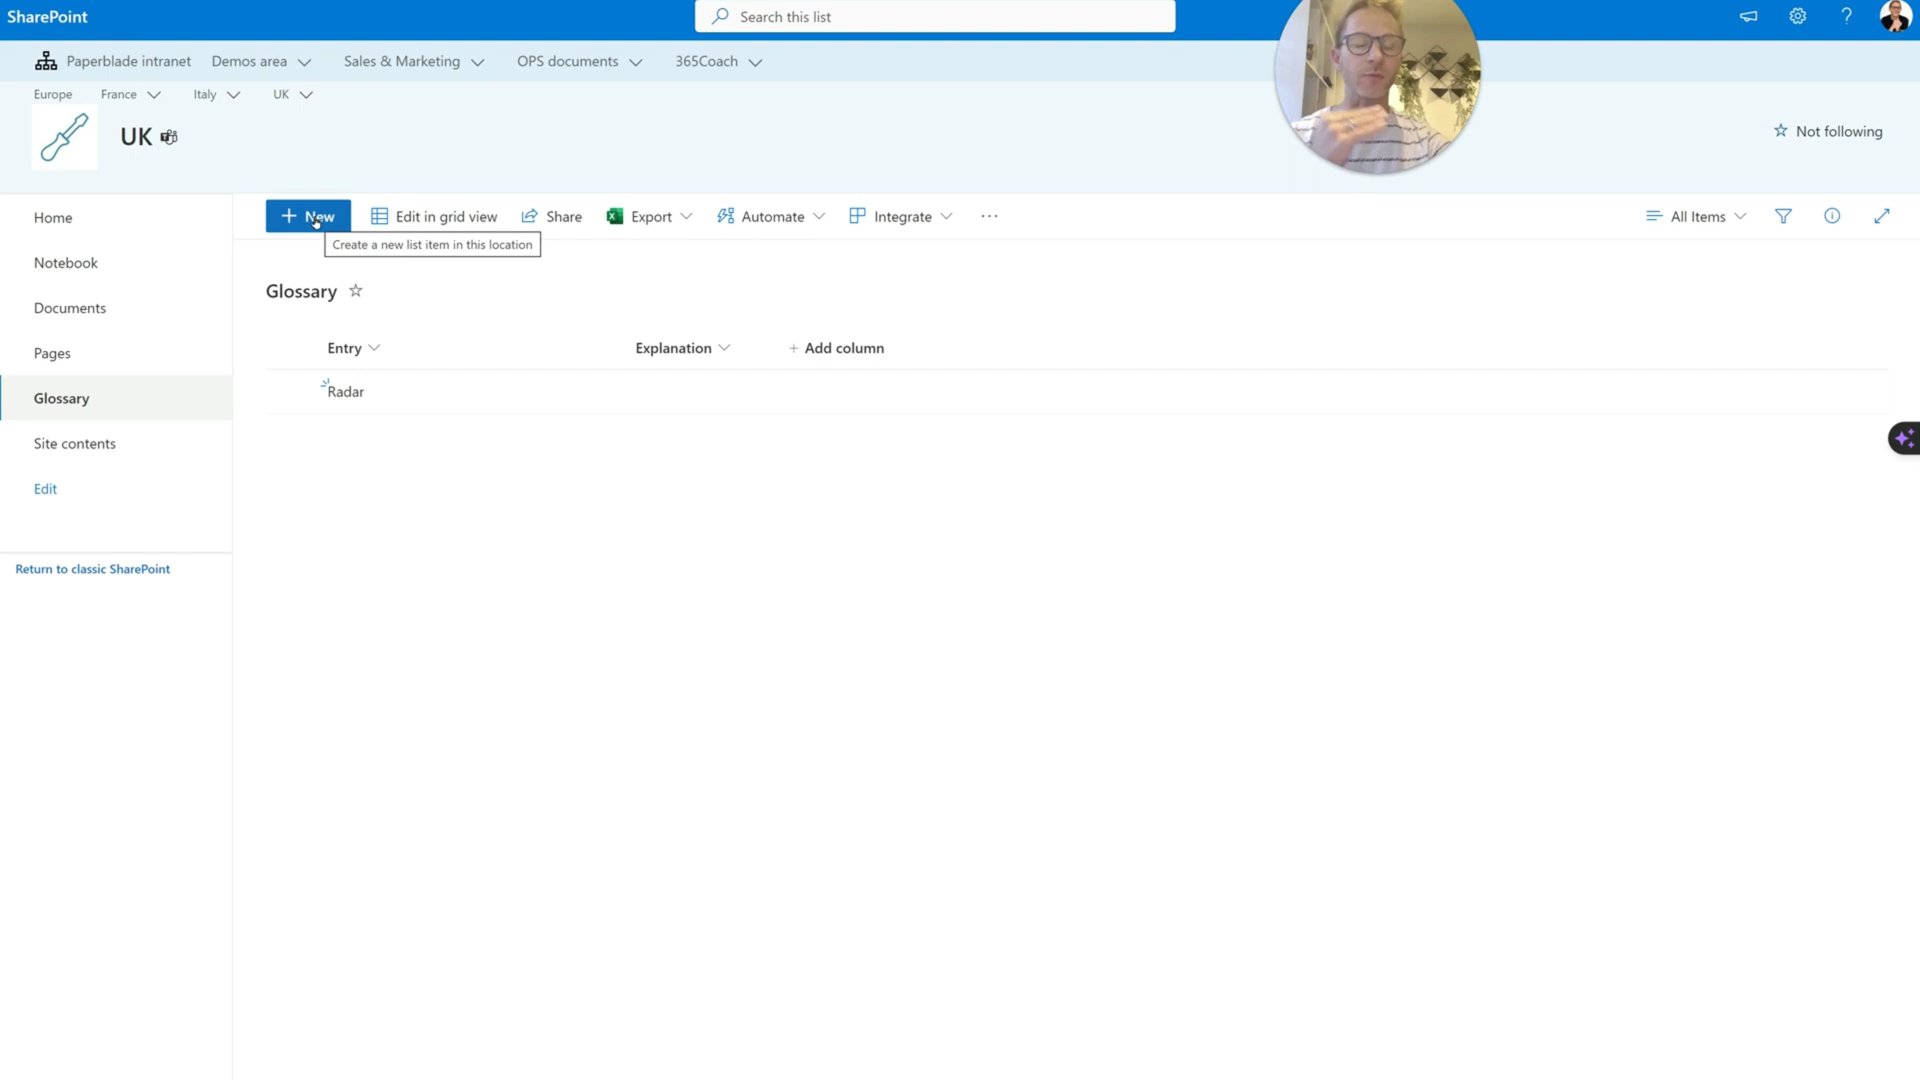 SharePoint
Search this list
Paperblade intranet Demos area Sales & Marketing OPS documents 365Coach
Europe France Italy UK
UK
Not following
Home
Notebook
Documents
Pages
Glossary
Site contents
Edit
Return to classic SharePoint
+ New Edit in grid view Share Export Automate Integrate ... All Items
Create a new list item in this location
Glossary
Entry Explanation + Add column
Radar